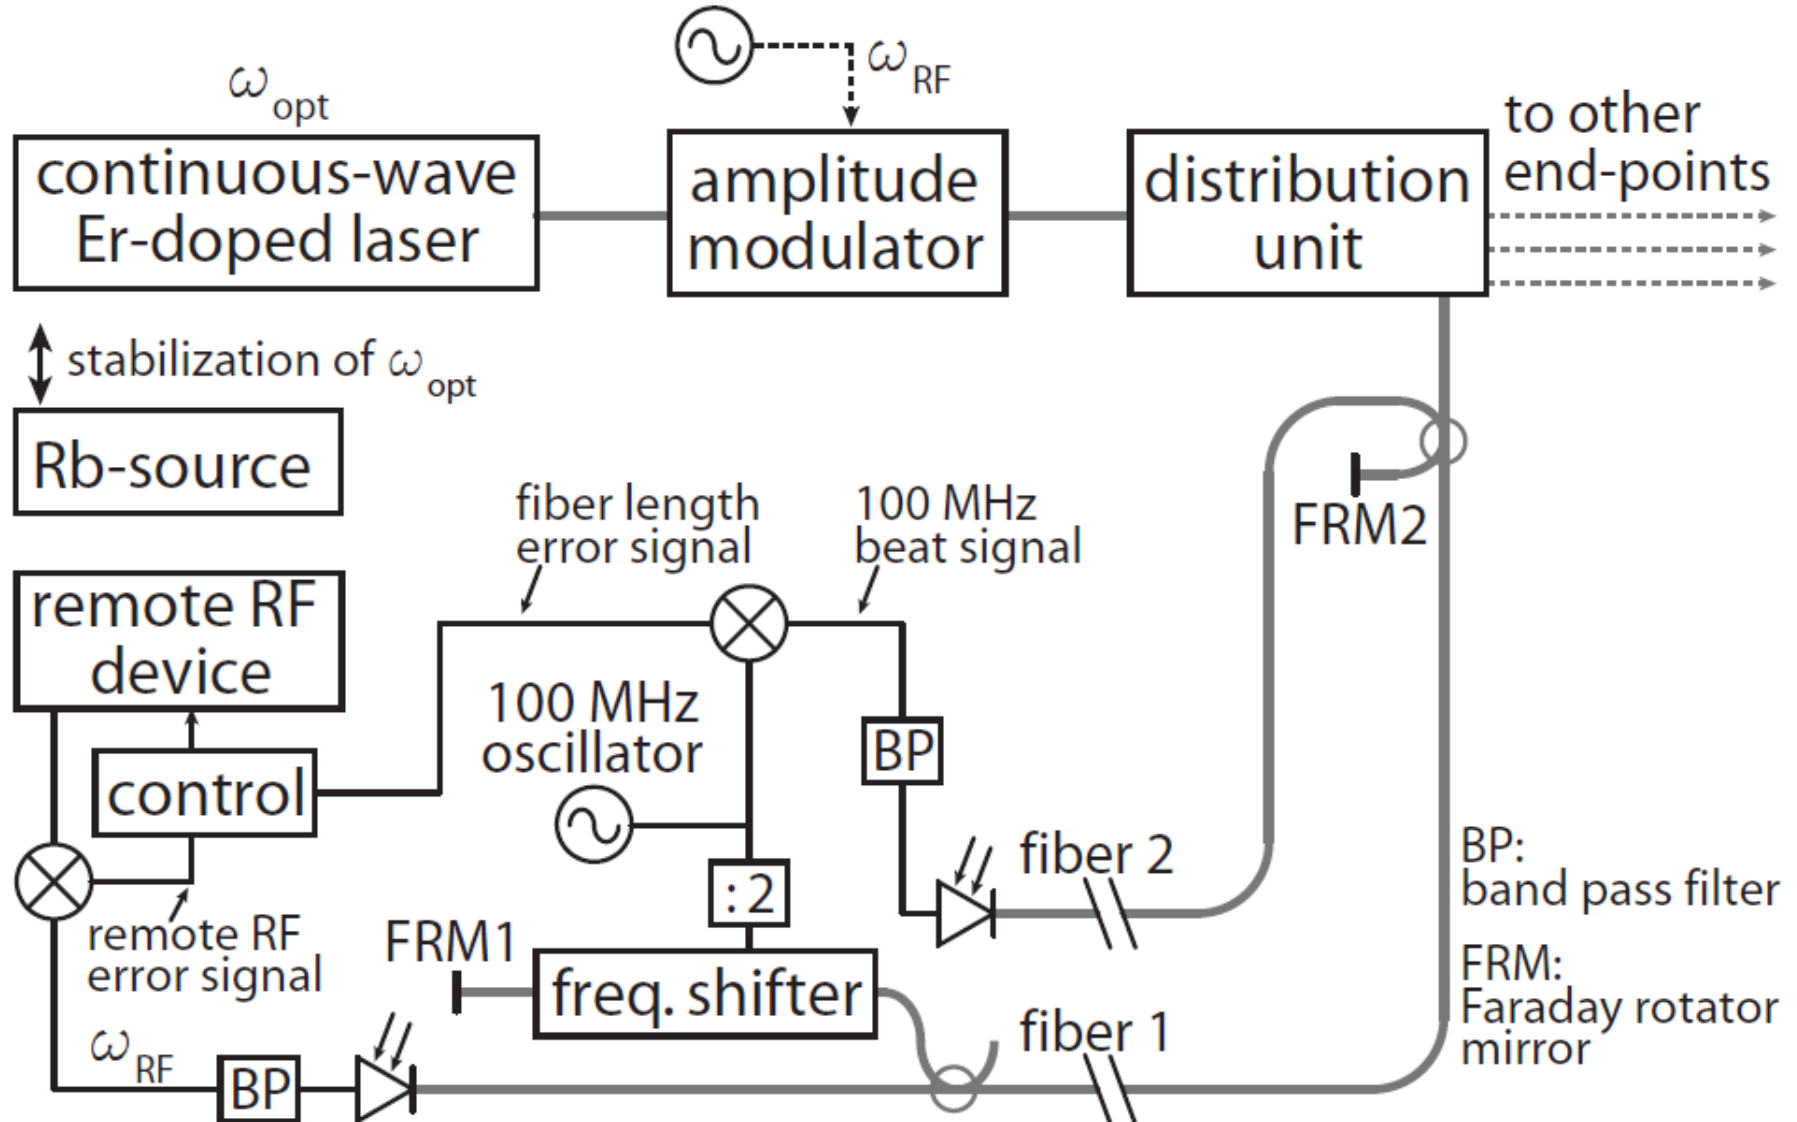 ω opt
ω RF
continuous-wave
Er-doped laser
amplitude
modulator
distribution
unit
to other
end-points
stabilization of ω opt
Rb-source
FRM2
fiber length
error signal
100 MHz
beat signal
remote RF
device
100 MHz
oscillator
BP
control
: 2
fiber 2
BP:
band pass filter
remote RF
error signal
FRM1
freq. shifter
fiber 1
FRM:
Faraday rotator
mirror
ω RF
BP